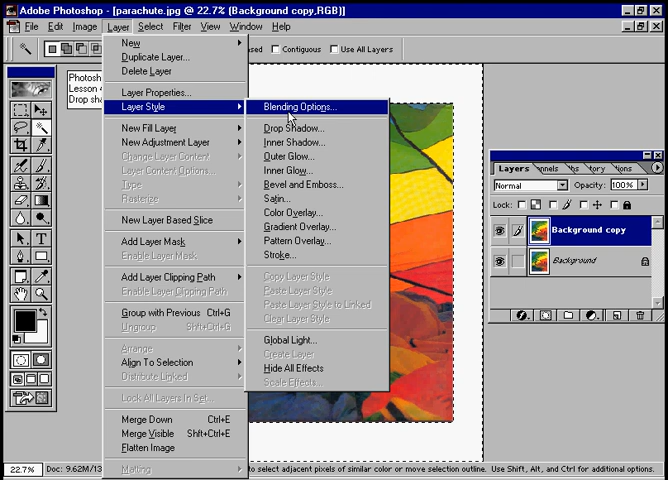 Adobe Photoshop - [parachute.jpg @ 22.7% (Background copy,RGB)]
File Edit Image Layer Select Filter View Window Help
Contiguous Use All Layers
Photosh
Lesson 4
Drop sha
New
Duplicate Layer...
Delete Layer
Layer Properties...
Layer Style
New Fill Layer
New Adjustment Layer
Change Layer Content
Layer Content Options...
Type
Rasterize
New Layer Based Slice
Add Layer Mask
Enable Layer Mask
Add Layer Clipping Path
Enable Layer Clipping Path
Group with Previous Ctrl+G
Ungroup Shft+Ctrl+G
Arrange
Align To Selection
Distribute Linked
Lock All Layers In Set...
Merge Down Ctrl+E
Merge Visible Shft+Ctrl+E
Flatten Image
Matting
Blending Options...
Drop Shadow...
Inner Shadow...
Outer Glow...
Inner Glow...
Bevel and Emboss...
Satin...
Color Overlay...
Gradient Overlay...
Pattern Overlay...
Stroke...
Copy Layer Style
Paste Layer Style
Paste Layer Style to Linked
Clear Layer Style
Global Light...
Create Layer
Hide All Effects
Scale Effects...
Layers
Normal Opacity: 100%
Lock:
Background copy
Background
22.7% Doc: 9.62M/13
to select adjacent pixels of similar color or move selection outline. Use Shift, Alt, and Ctrl for additional options.